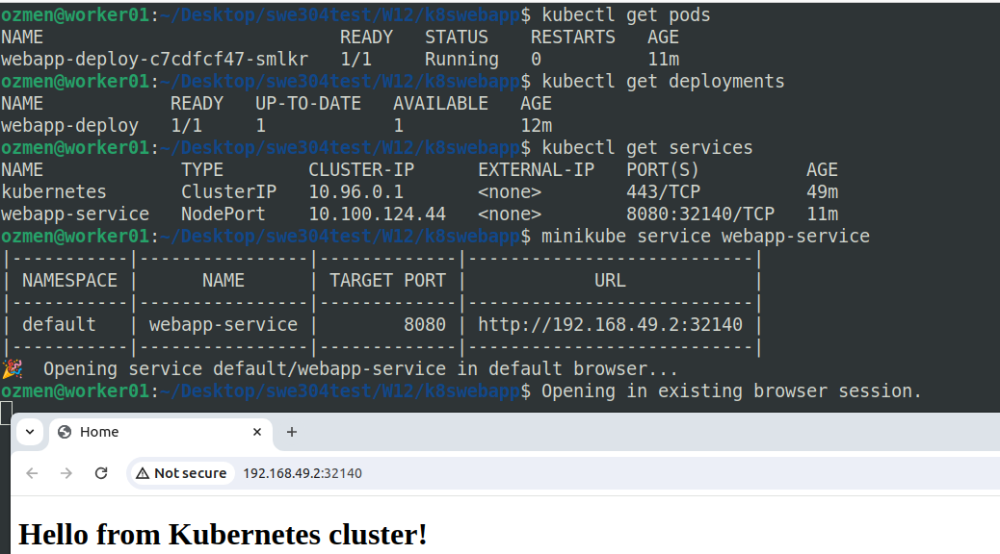 ozmen@worker01:~/Desktop/swe304test/W12/k8swebapp$ kubectl get pods
NAME                            READY   STATUS    RESTARTS   AGE
webapp-deploy-c7cdfcf47-smlkr   1/1     Running   0          11m
ozmen@worker01:~/Desktop/swe304test/W12/k8swebapp$ kubectl get deployments
NAME            READY   UP-TO-DATE   AVAILABLE   AGE
webapp-deploy   1/1     1            1           12m
ozmen@worker01:~/Desktop/swe304test/W12/k8swebapp$ kubectl get services
NAME             TYPE        CLUSTER-IP      EXTERNAL-IP   PORT(S)          AGE
kubernetes       ClusterIP   10.96.0.1       <none>        443/TCP          49m
webapp-service   NodePort    10.100.124.44   <none>        8080:32140/TCP   11m
ozmen@worker01:~/Desktop/swe304test/W12/k8swebapp$ minikube service webapp-service
|-----------|----------------|-------------|---------------------------|
| NAMESPACE |      NAME      | TARGET PORT |            URL            |
|-----------|----------------|-------------|---------------------------|
| default   | webapp-service |        8080 | http://192.168.49.2:32140 |
|-----------|----------------|-------------|---------------------------|
🎉  Opening service default/webapp-service in default browser...
ozmen@worker01:~/Desktop/swe304test/W12/k8swebapp$ Opening in existing browser session.
Home
Not secure 192.168.49.2:32140
Hello from Kubernetes cluster!